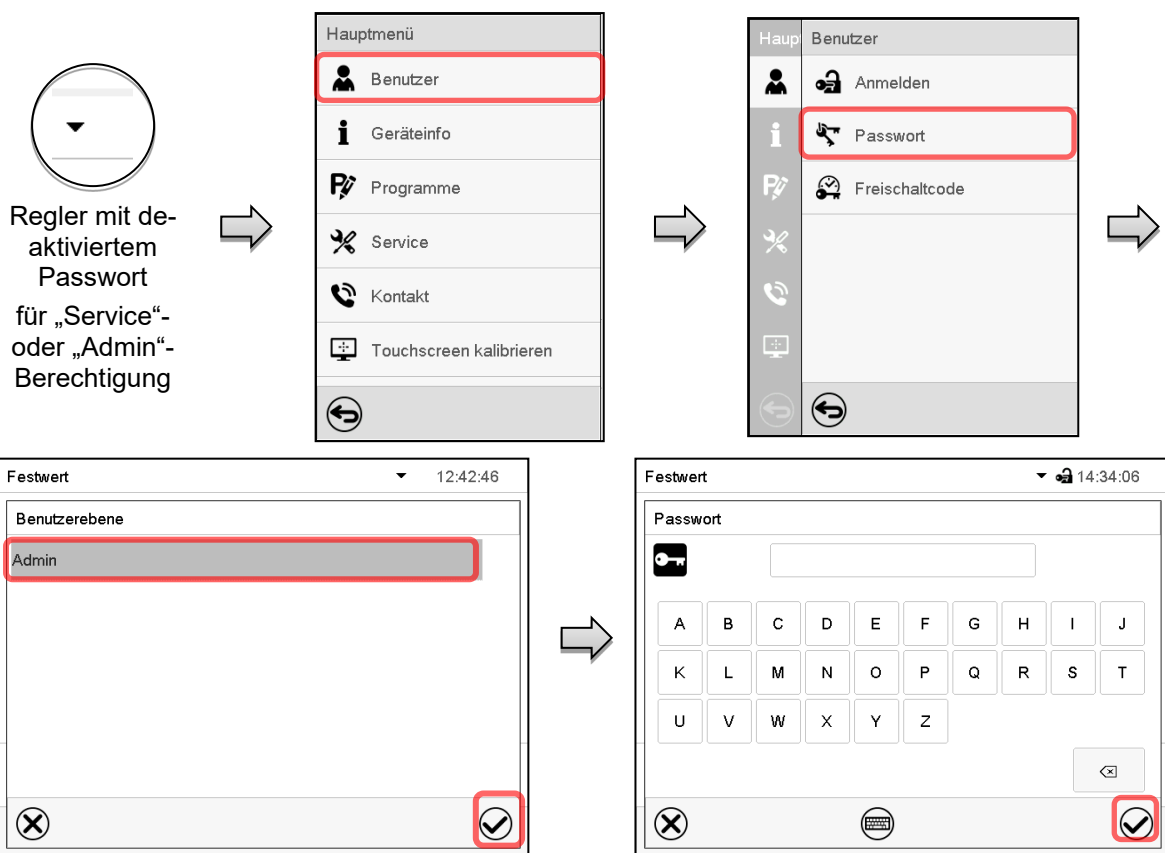 Regler mit de-
aktiviertem
Passwort
für „Service“-
oder „Admin“-
Berechtigung
Hauptmenü
Benutzer
Geräteinfo
Programme
Service
Kontakt
Touchscreen kalibrieren
Haup
Benutzer
Anmelden
Passwort
Freischaltcode
Festwert 12:42:46
Benutzerebene
Admin
Festwert 14:34:06
Passwort
A B C D E F G H I J
K L M N O P Q R S T
U V W X Y Z